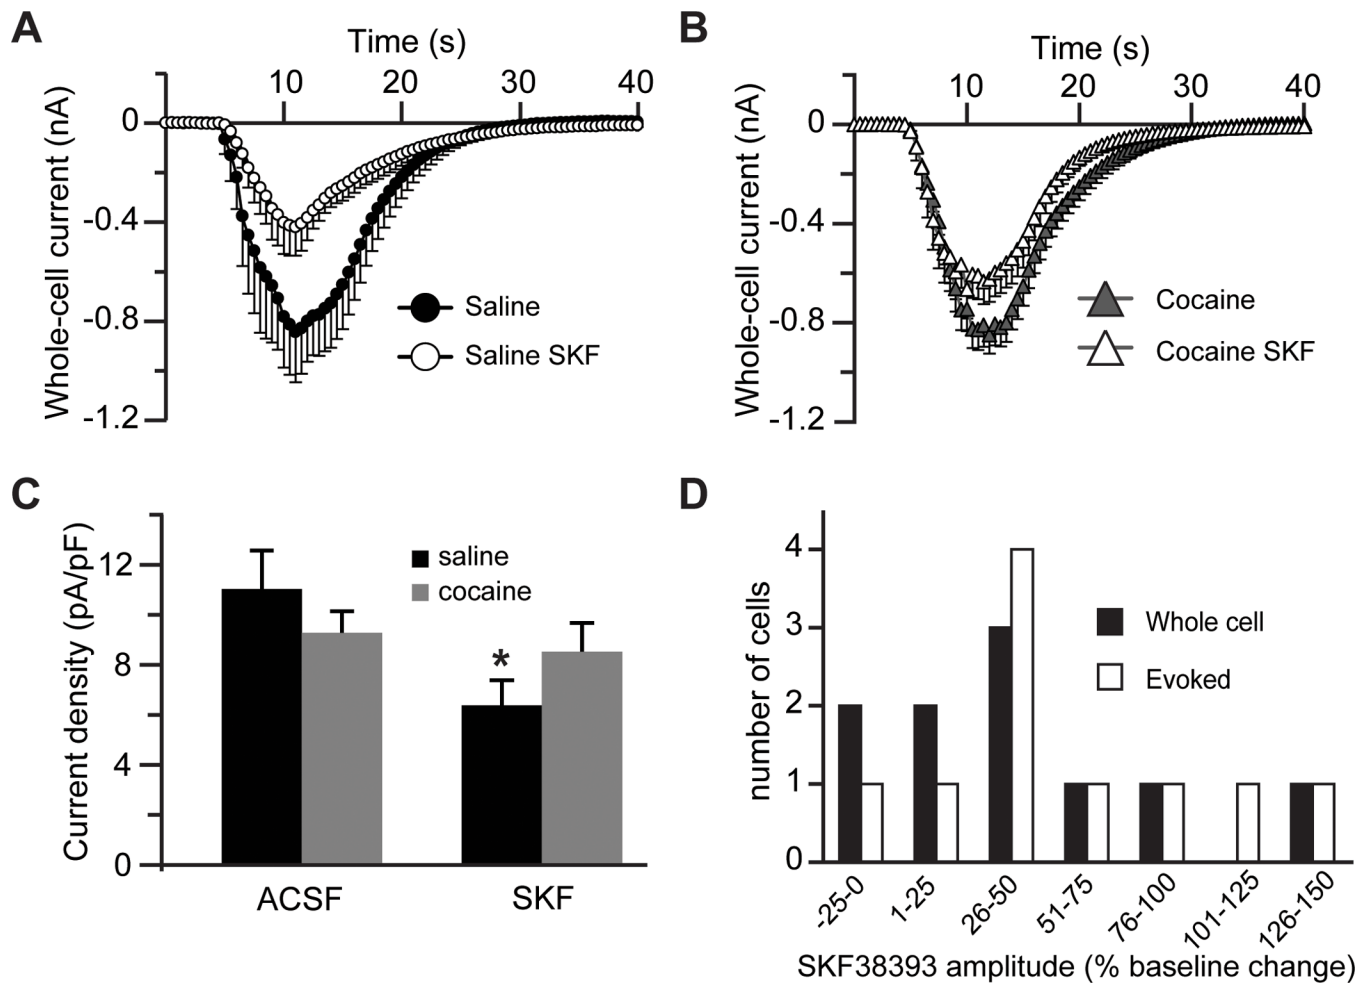 A
Time (s)
10 20 30 40
Whole-cell current (nA)
0
-0.4
-0.8
-1.2
Saline
Saline SKF
B
Time (s)
10 20 30 40
Whole-cell current (nA)
0
-0.4
-0.8
-1.2
Cocaine
Cocaine SKF
C
Current density (pA/pF)
12
8
4
0
saline
cocaine
*
ACSF SKF
D
number of cells
4
3
2
1
0
Whole cell
Evoked
-25-0 1-25 26-50 51-75 76-100 101-125 126-150
SKF38393 amplitude (% baseline change)